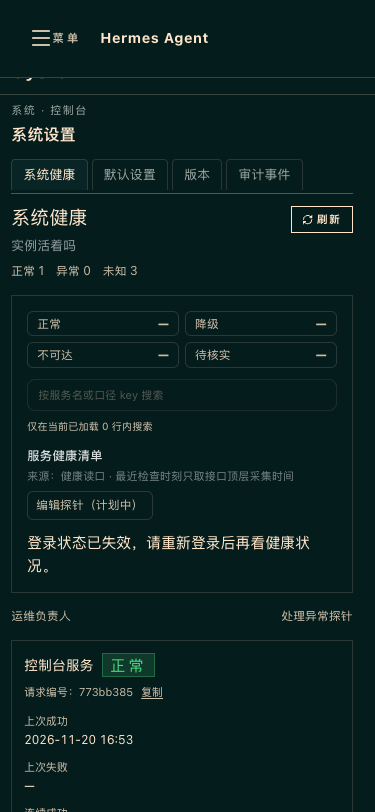 菜单 Hermes Agent
系统 · 控制台
系统设置
系统健康 默认设置 版本 审计事件
系统健康 刷新
实例活着吗
正常 1 异常 0 未知 3
正常 — 降级 —
不可达 — 待核实 —
按服务名或口径 key 搜索
仅在当前已加载 0 行内搜索
服务健康清单
来源：健康读口 · 最近检查时刻只取接口顶层采集时间
编辑探针（计划中）
登录状态已失效，请重新登录后再看健康状
况。
运维负责人 处理异常探针
控制台服务 正常
请求编号：773bb385 复制
上次成功
2026-11-20 16:53
上次失败
—
连续成功